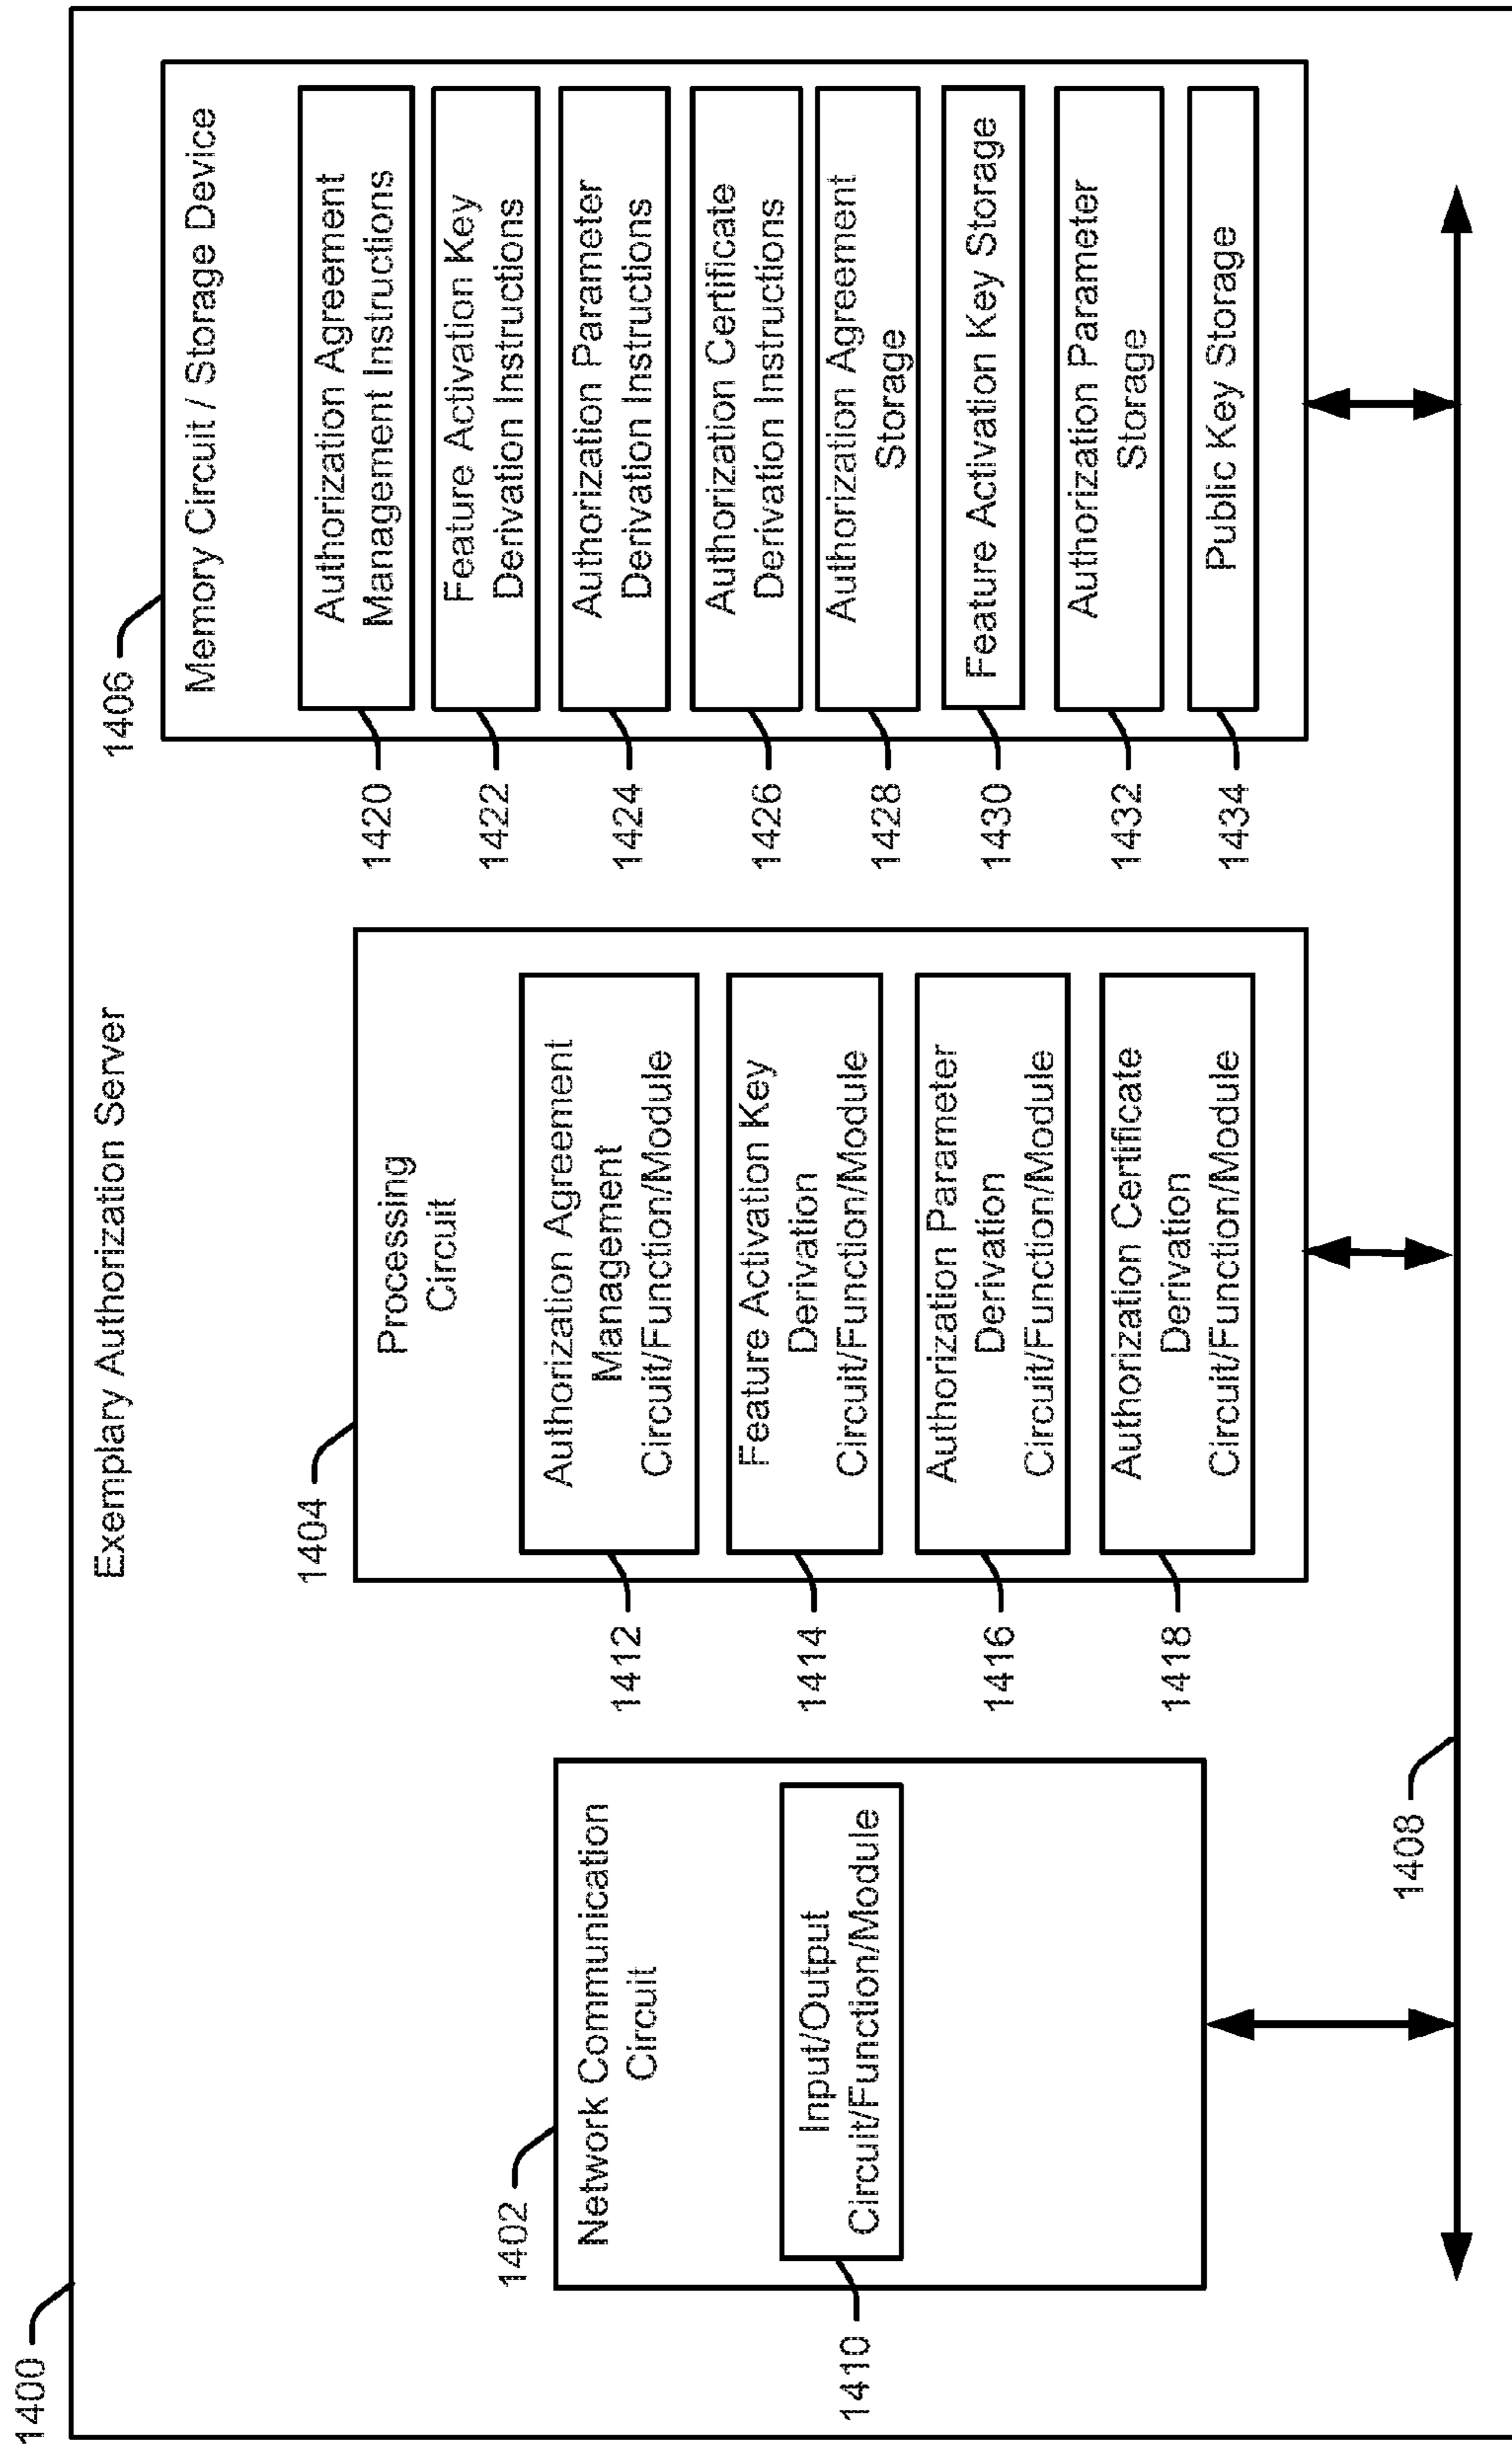 1400
Exemplary Authorization Server
1402
Network Communication
Circuit
1410
Input/Output
Circuit/Function/Module
1404
Processing
Circuit
1412
Authorization Agreement
Management
Circuit/Function/Module
1414
Feature Activation Key
Derivation
Circuit/Function/Module
1416
Authorization Parameter
Derivation
Circuit/Function/Module
1418
Authorization Certificate
Derivation
Circuit/Function/Module
1406
Memory Circuit / Storage Device
1420
Authorization Agreement
Management Instructions
1422
Feature Activation Key
Derivation Instructions
1424
Authorization Parameter
Derivation Instructions
1426
Authorization Certificate
Derivation Instructions
1428
Authorization Agreement
Storage
1430
Feature Activation Key Storage
1432
Authorization Parameter
Storage
1434
Public Key Storage
1408